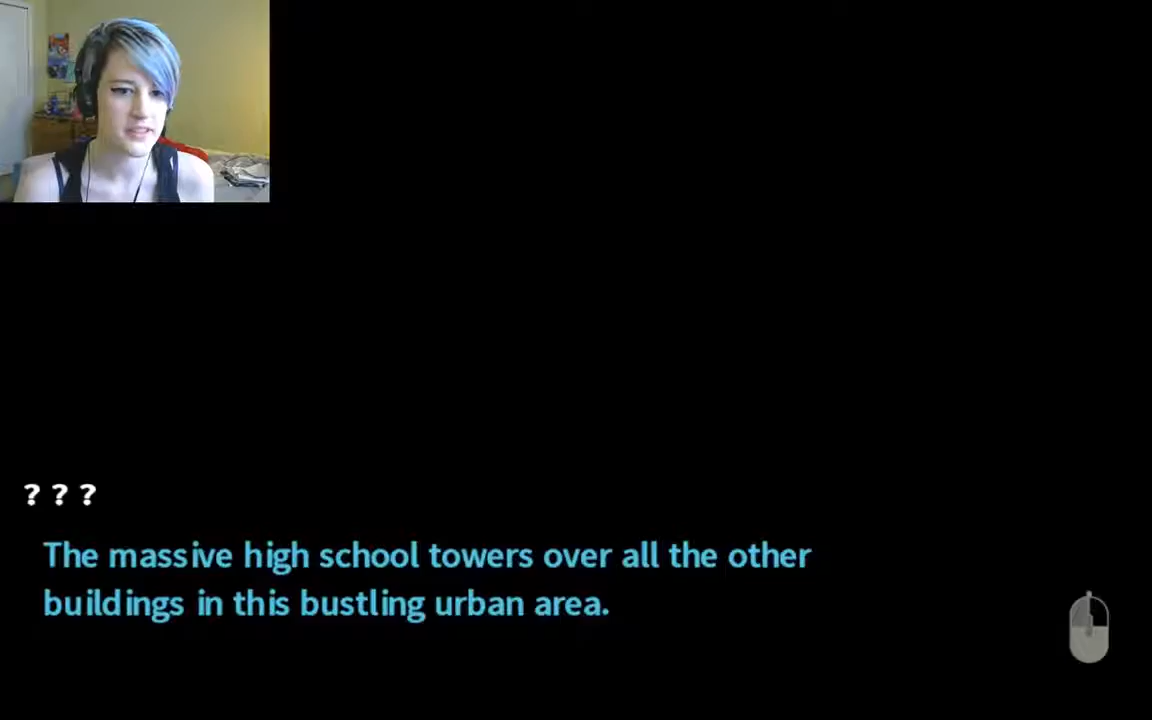 ? ? ?
The massive high school towers over all the other
buildings in this bustling urban area.